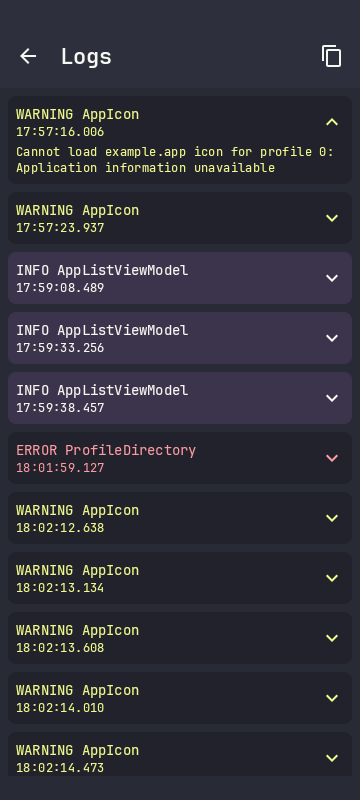 Logs
WARNING AppIcon
17:57:16.006
Cannot load example.app icon for profile 0:
Application information unavailable
WARNING AppIcon
17:57:23.937
INFO AppListViewModel
17:59:08.489
INFO AppListViewModel
17:59:33.256
INFO AppListViewModel
17:59:38.457
ERROR ProfileDirectory
18:01:59.127
WARNING AppIcon
18:02:12.638
WARNING AppIcon
18:02:13.134
WARNING AppIcon
18:02:13.608
WARNING AppIcon
18:02:14.010
WARNING AppIcon
18:02:14.473